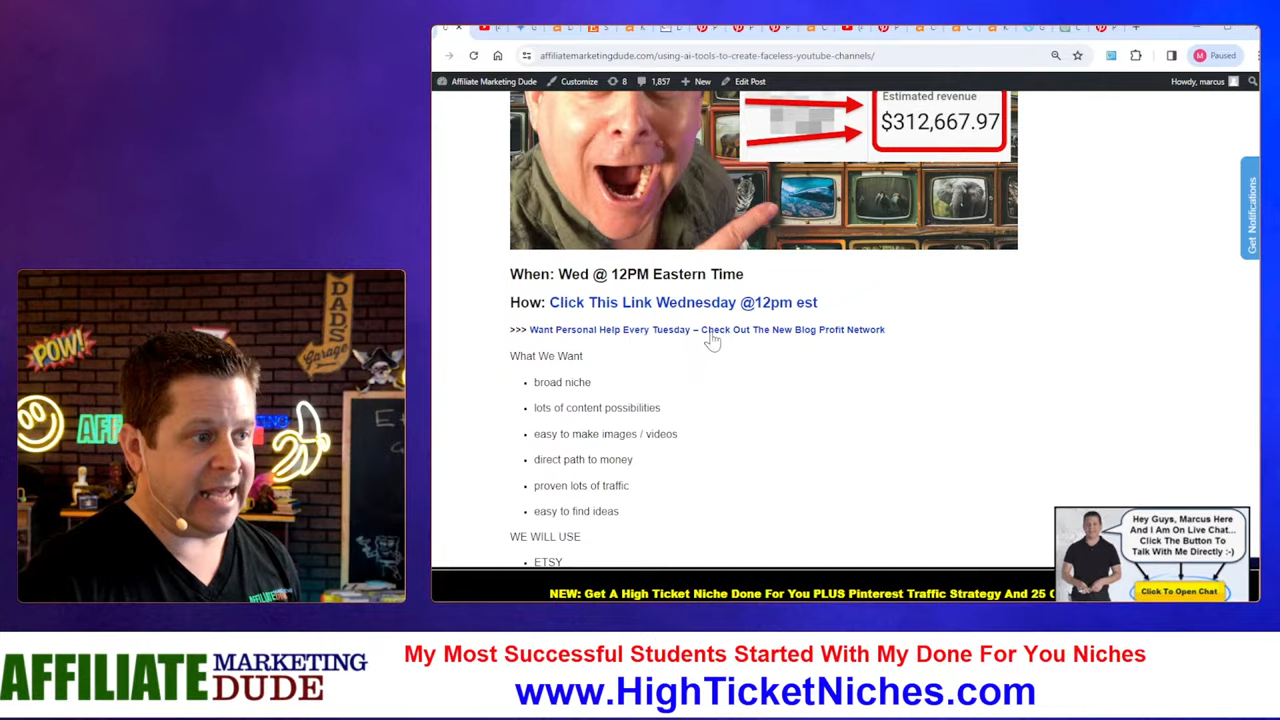 affiliatemarketingdude.com/using-ai-tools-to-create-faceless-youtube-channels/
Paused
Affiliate Marketing Dude
Customize
8
1,857
New
Edit Post
Howdy, marcus
Estimated revenue
$312,667.97
Get Notifications
When: Wed @ 12PM Eastern Time
How: Click This Link Wednesday @12pm est
>>> Want Personal Help Every Tuesday – Check Out The New Blog Profit Network
What We Want
broad niche
lots of content possibilities
easy to make images / videos
direct path to money
proven lots of traffic
easy to find ideas
WE WILL USE
ETSY
Hey Guys, Marcus Here
And I Am On Live Chat...
Click The Button To
Talk With Me Directly :-)
Click To Open Chat
NEW: Get A High Ticket Niche Done For You PLUS Pinterest Traffic Strategy And 25
POW!
DADS
Garage
AFF
AFFILIATE
MARKETING
DUDE
My Most Successful Students Started With My Done For You Niches
www.HighTicketNiches.com